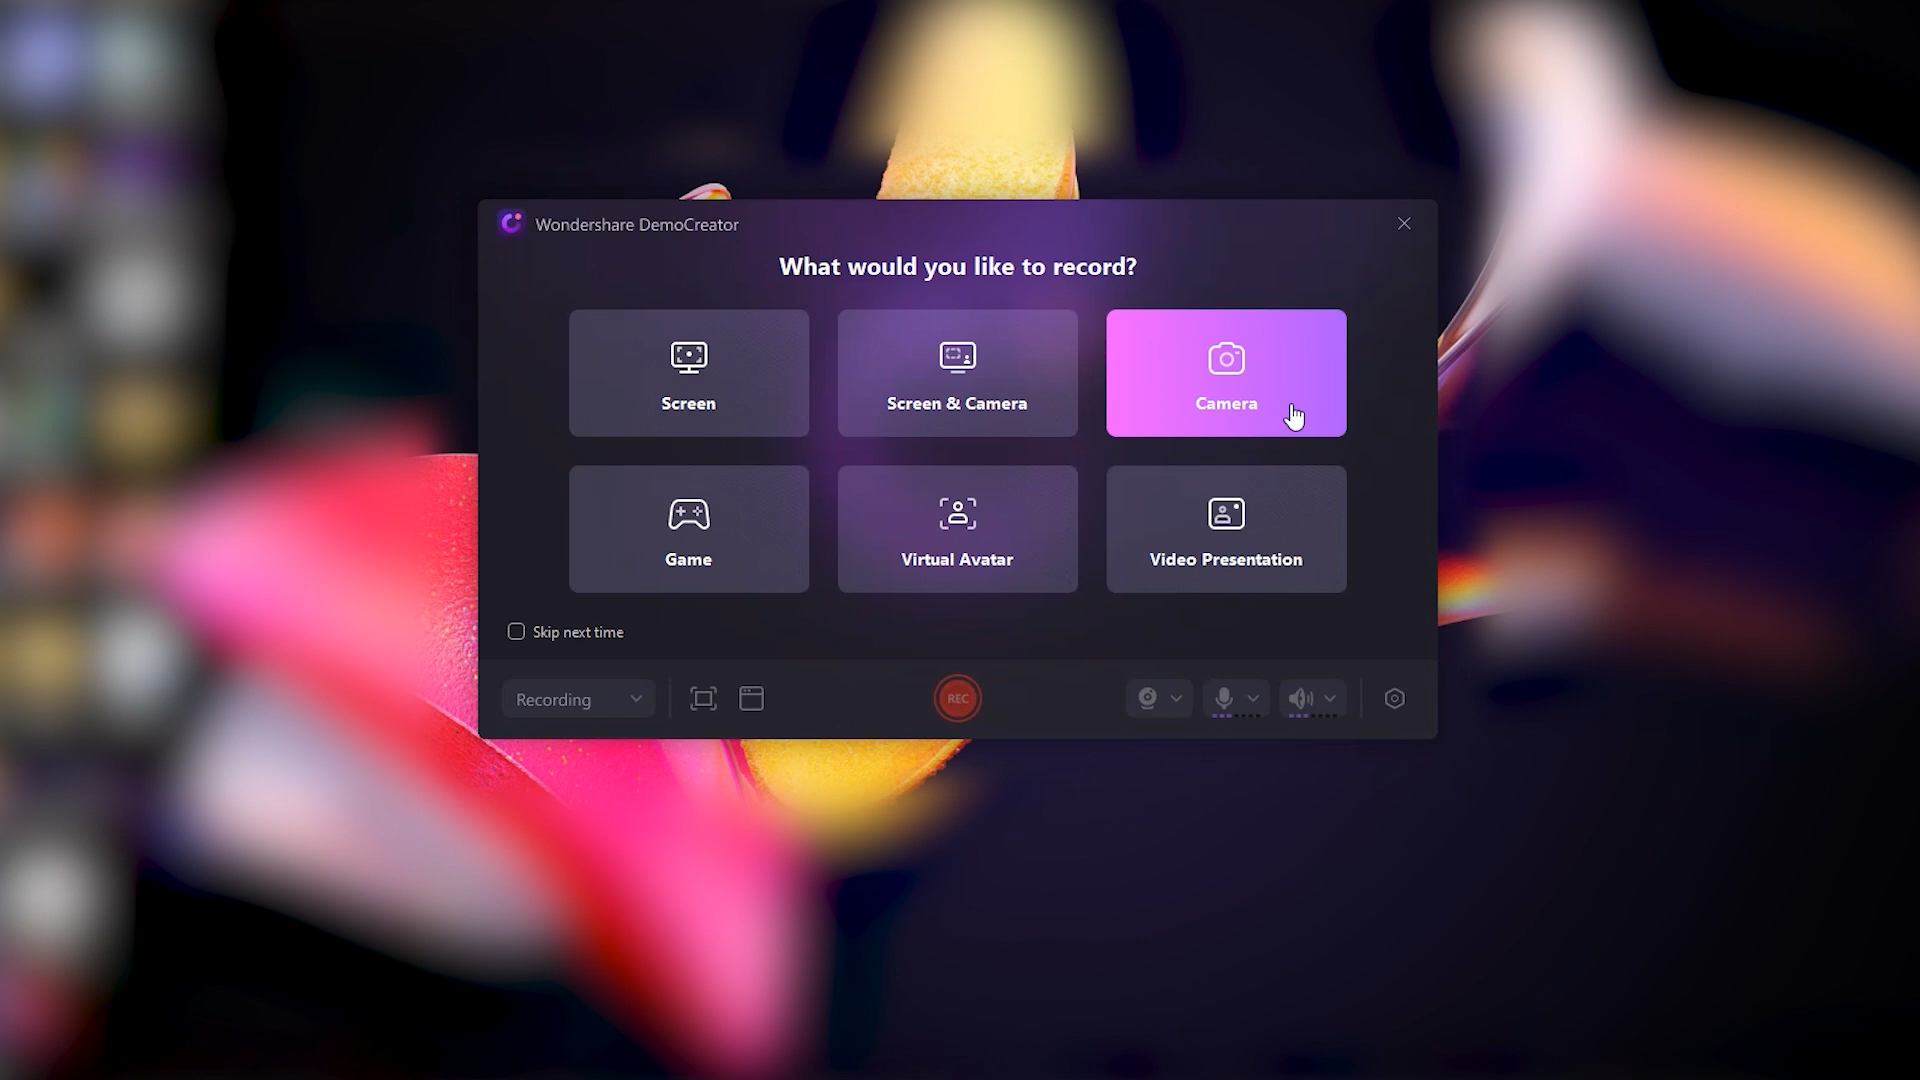 Wondershare DemoCreator
What would you like to record?
Screen
Screen & Camera
Camera
Game
Virtual Avatar
Video Presentation
Skip next time
Recording
REC